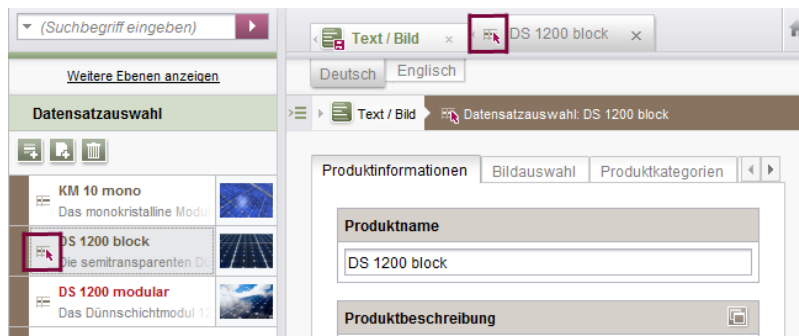 (Suchbegriff eingeben)
Weitere Ebenen anzeigen
Datensatzauswahl
KM 10 mono
Das monokristalline Modu
DS 1200 block
Die semitransparenten D
DS 1200 modular
Das Dünnschichtmodul 12
Text / Bild × DS 1200 block ×
Deutsch Englisch
Text / Bild Datensatzauswahl: DS 1200 block
Produktinformationen Bildauswahl Produktkategorien
Produktname
DS 1200 block
Produktbeschreibung